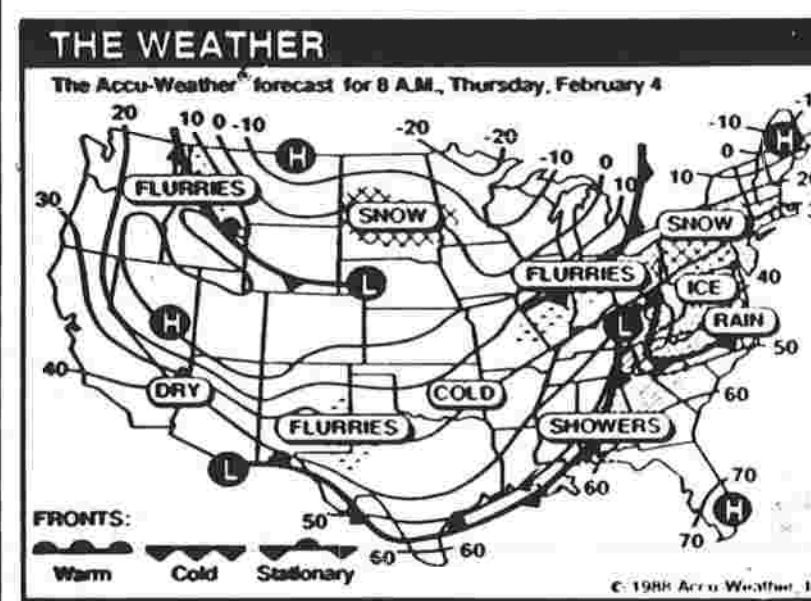 THE WEATHER
The Accu-Weather® forecast for 8 A.M., Thursday, February 4
20 10 0 -10 -20 -20 -10 0 10 -10 0 10
H H
FLURRIES
30
SNOW
SNOW
FLURRIES
ICE
40
L
H
L
RAIN
50
40
DRY
COLD
60
FLURRIES
SHOWERS
L
60
70
H
70
50
60 60
FRONTS:
Warm Cold Stationary
© 1988 Accu-Weather, I